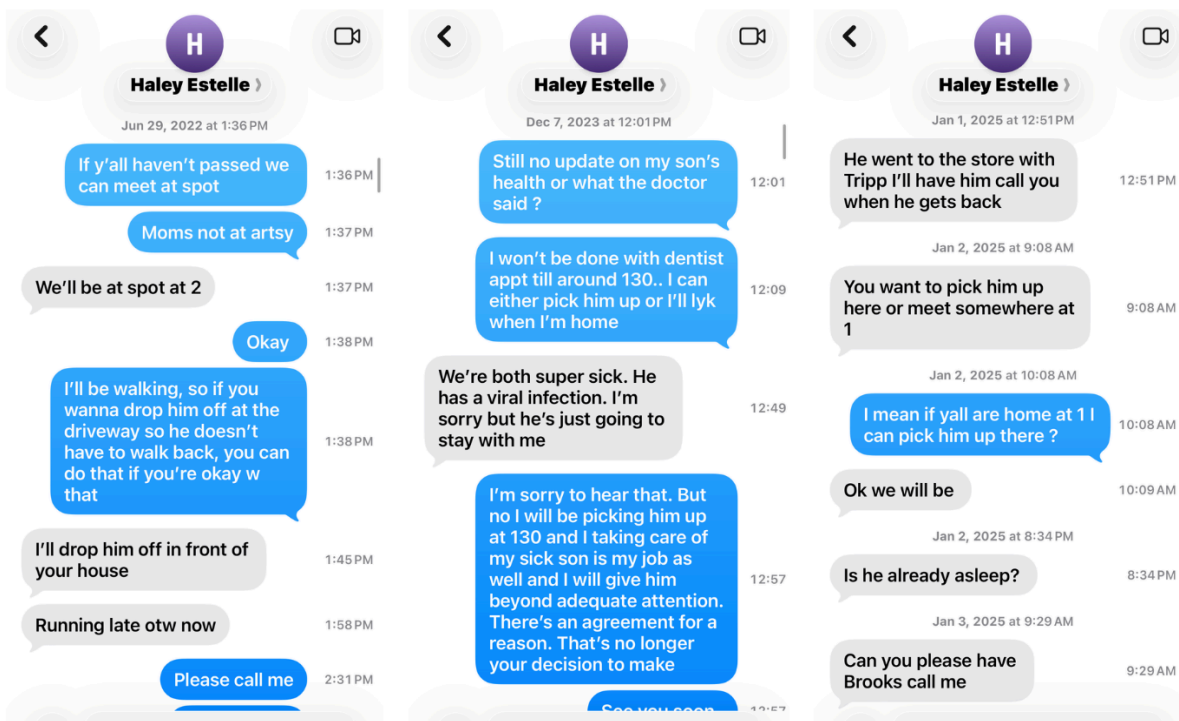 H
Haley Estelle
Jun 29, 2022 at 1:36 PM
If y'all haven't passed we
can meet at spot
1:36 PM
Moms not at artsy
1:37 PM
We'll be at spot at 2
1:37 PM
Okay
1:38 PM
I'll be walking, so if you
wanna drop him off at the
driveway so he doesn't
have to walk back, you can
do that if you're okay w
that
1:38 PM
I'll drop him off in front of
your house
1:45 PM
Running late otw now
1:58 PM
Please call me
2:31 PM
H
Haley Estelle
Dec 7, 2023 at 12:01 PM
Still no update on my son's
health or what the doctor
said ?
12:01
I won't be done with dentist
appt till around 130.. I can
either pick him up or I'll lyk
when I'm home
12:09
We're both super sick. He
has a viral infection. I'm
sorry but he's just going to
stay with me
12:49
I'm sorry to hear that. But
no I will be picking him up
at 130 and I taking care of
my sick son is my job as
well and I will give him
beyond adequate attention.
There's an agreement for a
reason. That's no longer
your decision to make
12:57
See you soon
12:57
H
Haley Estelle
Jan 1, 2025 at 12:51 PM
He went to the store with
Tripp I'll have him call you
when he gets back
12:51 PM
Jan 2, 2025 at 9:08 AM
You want to pick him up
here or meet somewhere at
1
9:08 AM
Jan 2, 2025 at 10:08 AM
I mean if yall are home at 1 I
can pick him up there ?
10:08 AM
Ok we will be
10:09 AM
Jan 2, 2025 at 8:34 PM
Is he already asleep?
8:34 PM
Jan 3, 2025 at 9:29 AM
Can you please have
Brooks call me
9:29 AM